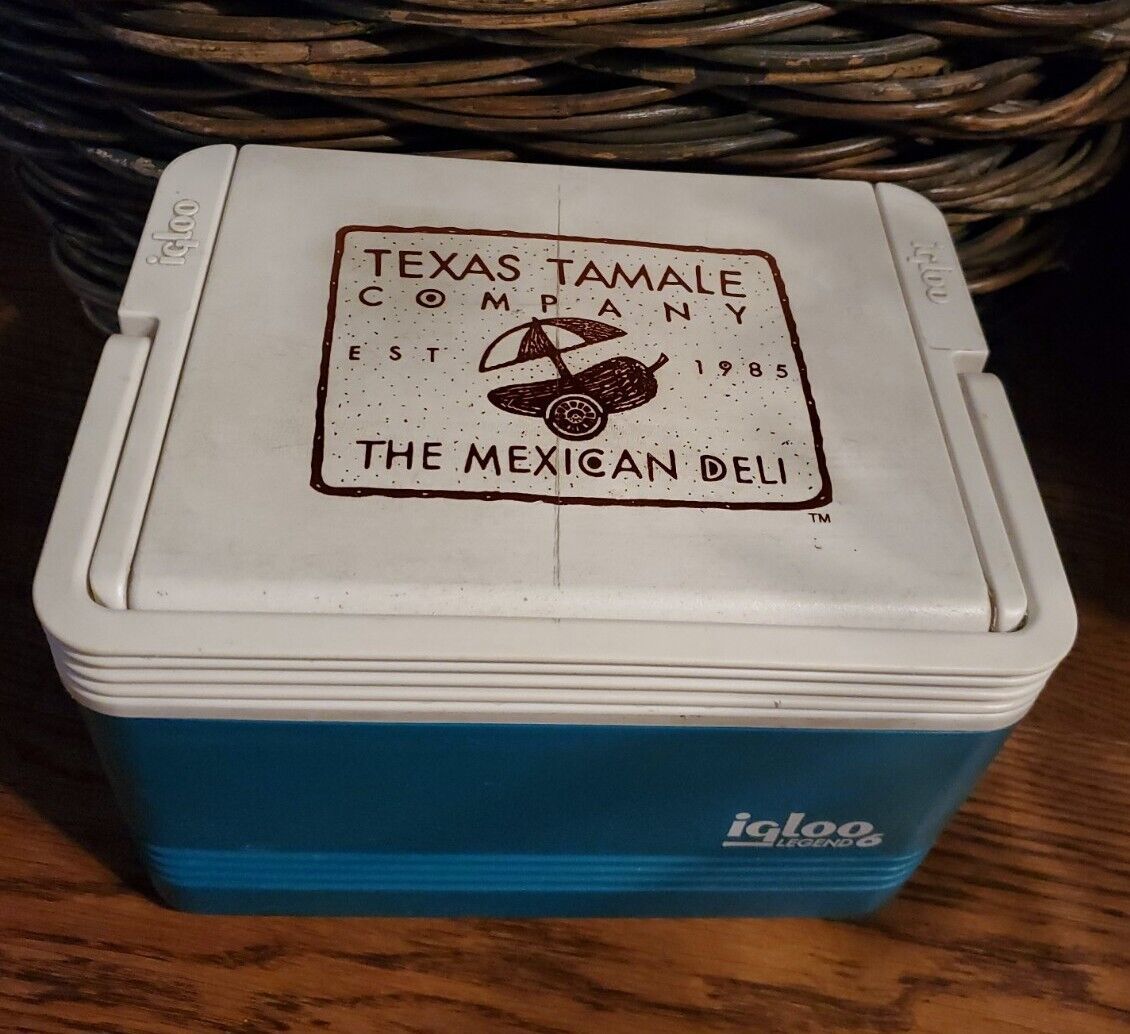 igloo
igloo
TEXAS TAMALE
COMPANY
EST 1985
THE MEXICAN DELI
TM
igloo
LEGEND 6